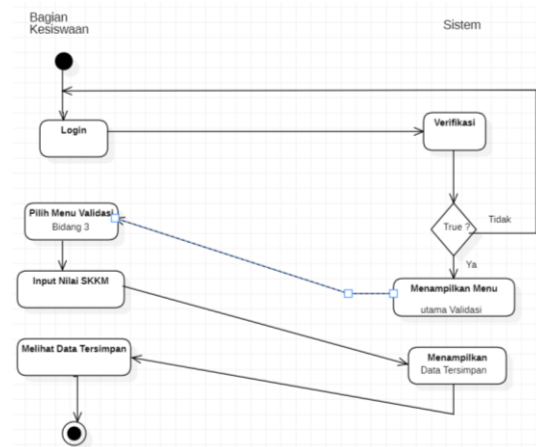 Bagian
Kesiswaan
Sistem
Login
Verifikasi
True ?
Tidak
Ya
Pilih Menu Validasi
Bidang 3
Menampilkan Menu
utama Validasi
Input Nilai SKKM
Menampilkan
Data Tersimpan
Melihat Data Tersimpan